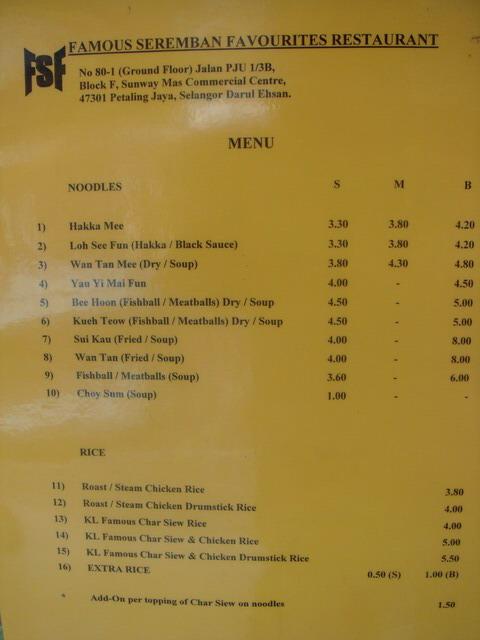 FSF
FAMOUS SEREMBAN FAVOURITES RESTAURANT
No 80-1 (Ground Floor) Jalan PJU 1/3B,
Block F, Sunway Mas Commercial Centre,
47301 Petaling Jaya, Selangor Darul Ehsan.
MENU
NOODLES S M B
1) Hakka Mee 3.30 3.80 4.20
2) Loh See Fun (Hakka / Black Sauce) 3.30 3.80 4.20
3) Wan Tan Mee (Dry / Soup) 3.80 4.30 4.80
4) Yau Yi Mai Fun 4.00 - 4.50
5) Bee Hoon (Fishball / Meatballs) Dry / Soup 4.50 - 5.00
6) Kueh Teow (Fishball / Meatballs) Dry / Soup 4.50 - 5.00
7) Sui Kau (Fried / Soup) 4.00 - 8.00
8) Wan Tan (Fried / Soup) 4.00 - 8.00
9) Fishball / Meatballs (Soup) 3.60 - 6.00
10) Choy Sum (Soup) 1.00 - -
RICE
11) Roast / Steam Chicken Rice 3.80
12) Roast / Steam Chicken Drumstick Rice 4.00
13) KL Famous Char Siew Rice 4.00
14) KL Famous Char Siew & Chicken Rice 5.00
15) KL Famous Char Siew & Chicken Drumstick Rice 5.50
16) EXTRA RICE 0.50 (S) 1.00 (B)
* Add-On per topping of Char Siew on noodles 1.50